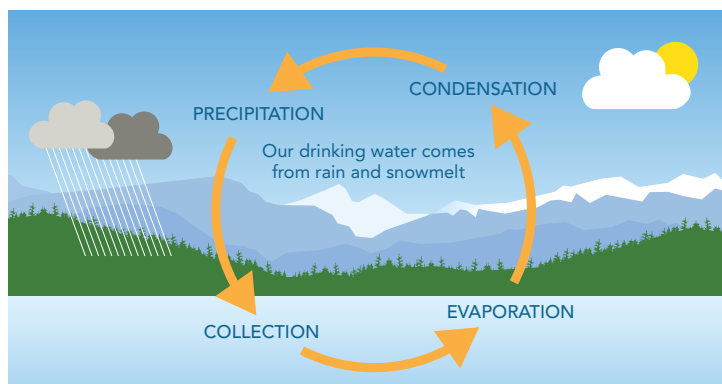 CONDENSATION
PRECIPITATION
Our drinking water comes
from rain and snowmelt
EVAPORATION
COLLECTION